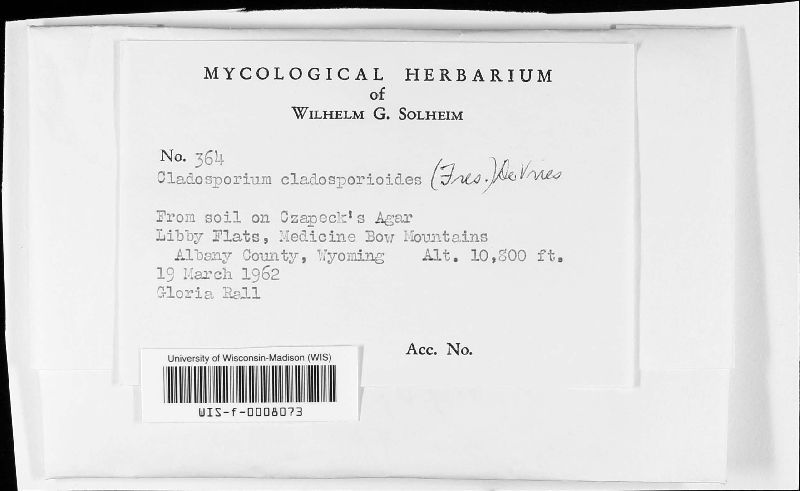 MYCOLOGICAL HERBARIUM
of
WILHELM G. SOLHEIM
No. 364
Cladosporium cladosporioides (Fres.) DeVries
From soil on Czapeck's Agar
Libby Flats, Medicine Bow Mountains
Albany County, Wyoming Alt. 10,800 ft.
19 March 1962
Gloria Rall
Acc. No.
University of Wisconsin-Madison (WIS)
WIS-f-0008073